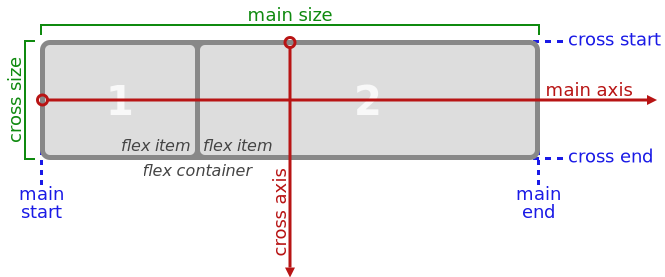 main size
cross start
cross size
1
2
main axis
flex item
flex item
cross end
flex container
cross axis
main
start
main
end